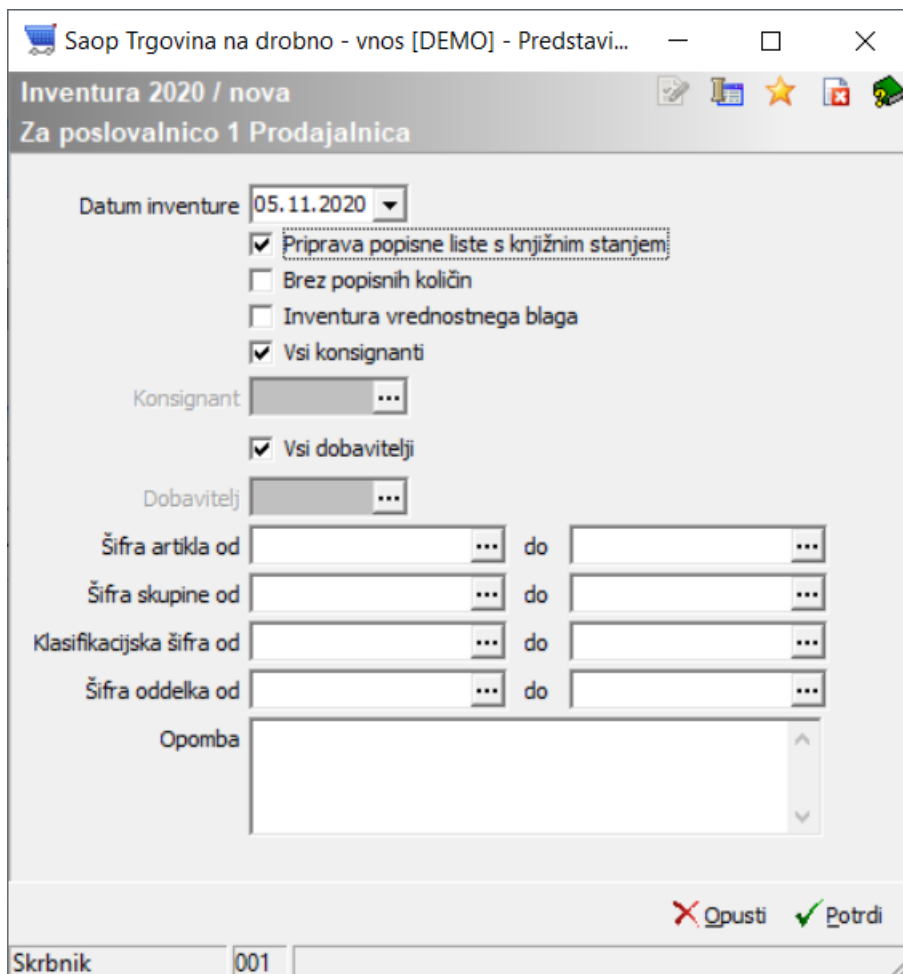 Saop Trgovina na drobno - vnos [DEMO] - Predstavi...
Inventura 2020 / nova
Za poslovalnico 1 Prodajalnica
Datum inventure 05.11.2020
Priprava popisne liste s knjižnim stanjem
Brez popisnih količin
Inventura vrednostnega blaga
Vsi konsignanti
Konsignant ...
Vsi dobavitelji
Dobavitelj ...
Šifra artikla od ... do ...
Šifra skupine od ... do ...
Klasifikacijska šifra od ... do ...
Šifra oddelka od ... do ...
Opomba
Opusti Potrdi
Skrbnik 001